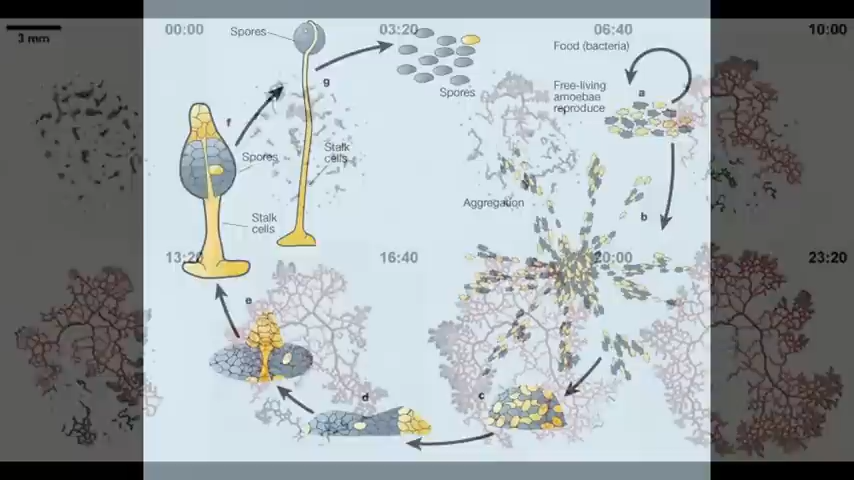 00:00
Spores
03:20
06:40
10:00
3 mm
Food (bacteria)
g
a
Free-living
amoebae
reproduce
Spores
f
Spores
Stalk
cells
Aggregation
b
Stalk
cells
13:20
16:40
20:00
23:20
e
d
c